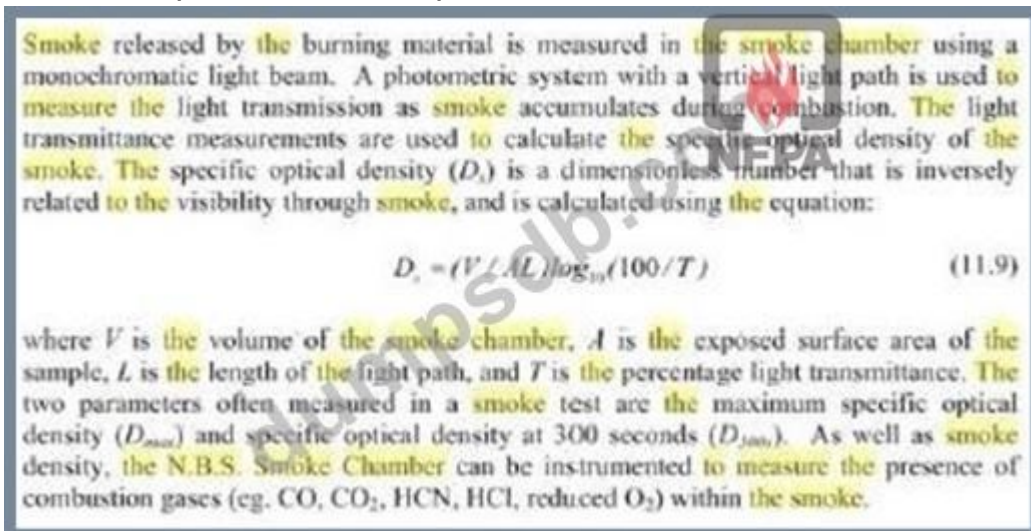 Smoke released by the burning material is measured in the smoke chamber using a
monochromatic light beam. A photometric system with a vertical light path is used to
measure the light transmission as smoke accumulates during combustion. The light
transmittance measurements are used to calculate the specific optical density of the
smoke. The specific optical density (Dₛ) is a dimensionless number that is inversely
related to the visibility through smoke, and is calculated using the equation:
Dₛ = (V / AL) log₁₀ (100/T) (11.9)
where V is the volume of the smoke chamber, A is the exposed surface area of the
sample, L is the length of the light path, and T is the percentage light transmittance. The
two parameters often measured in a smoke test are the maximum specific optical
density (Dₘₐₓ) and specific optical density at 300 seconds (D₃₀₀ₛ). As well as smoke
density, the N.B.S. Smoke Chamber can be instrumented to measure the presence of
combustion gases (eg. CO, CO₂, HCN, HCl, reduced O₂) within the smoke.
NFPA
dumpsdb.com